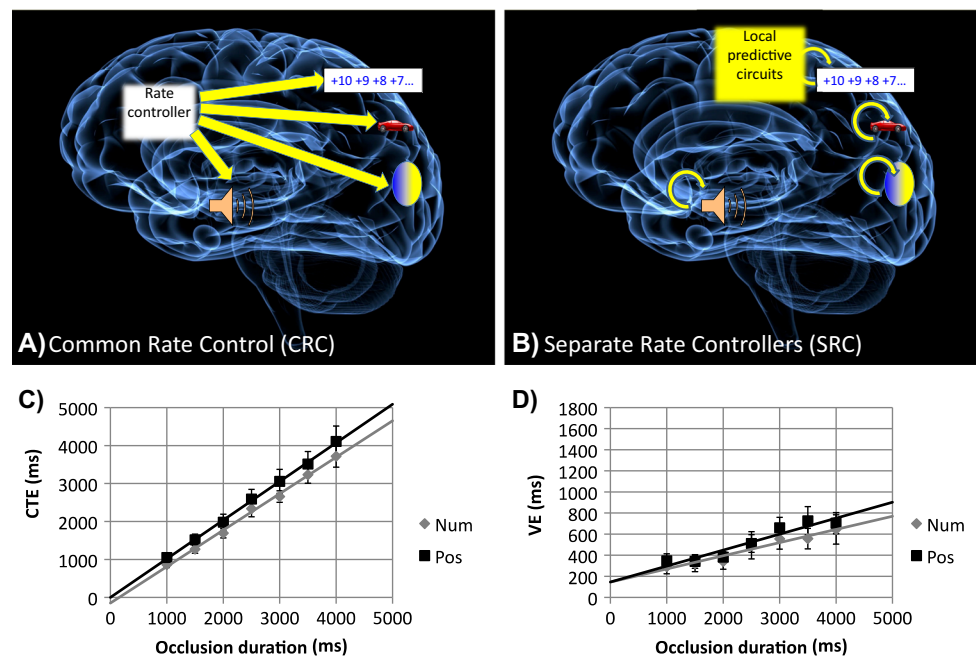 Rate
controller
+10 +9 +8 +7...
A) Common Rate Control (CRC)
Local
predictive
circuits
+10 +9 +8 +7...
B) Separate Rate Controllers (SRC)
C)
CTE (ms)
5000
4000
3000
2000
1000
0
0 1000 2000 3000 4000 5000
Occlusion duration (ms)
Num
Pos
D)
VE (ms)
1800
1600
1400
1200
1000
800
600
400
200
0
0 1000 2000 3000 4000 5000
Occlusion duration (ms)
Num
Pos